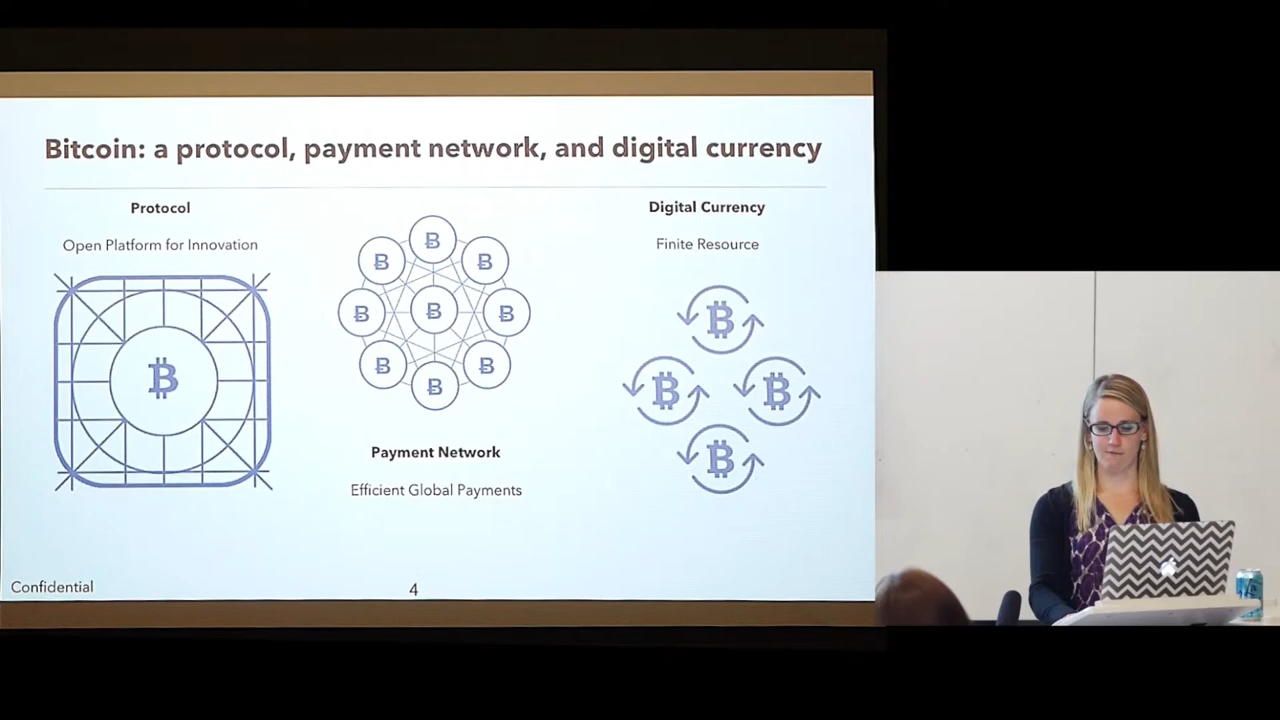 Bitcoin: a protocol, payment network, and digital currency
Protocol
Open Platform for Innovation
Payment Network
Efficient Global Payments
Digital Currency
Finite Resource
Confidential
4